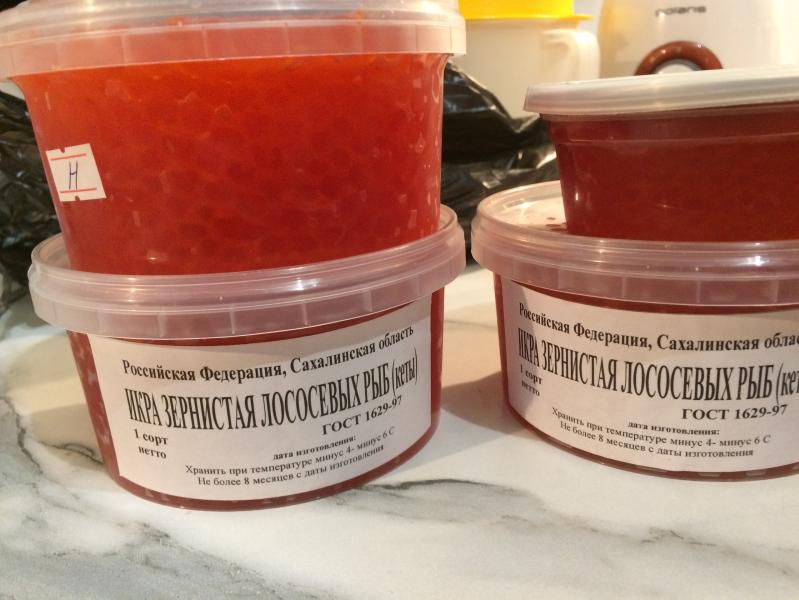 polaris
Н
Российская Федерация, Сахалинская область
ИКРА ЗЕРНИСТАЯ ЛОСОСЕВЫХ РЫБ (кеты)
ГОСТ 1629-97
1 сорт
нетто
дата изготовления:
Хранить при температуре минус 4- минус 6 С
Не более 8 месяцев с даты изготовления
Российская Федерация, Сахалинская облас
ИКРА ЗЕРНИСТАЯ ЛОСОСЕВЫХ РЫБ (кет
ГОСТ 1629-97
1 сорт
нетто
дата изготовления:
Хранить при температуре минус 4- минус 6 С
Не более 8 месяцев с даты изготовления